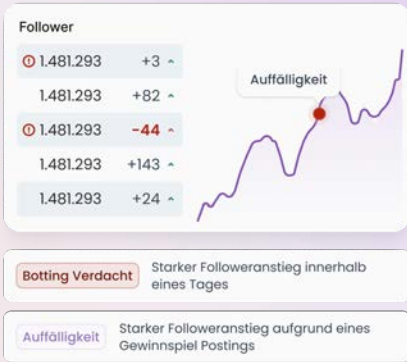 Follower
1.481.293 +3
1.481.293 +82
1.481.293 -44
1.481.293 +143
1.481.293 +24
Auffälligkeit
Botting Verdacht
Starker Followeranstieg innerhalb
eines Tages
Auffälligkeit
Starker Followeranstieg aufgrund eines
Gewinnspiel Postings